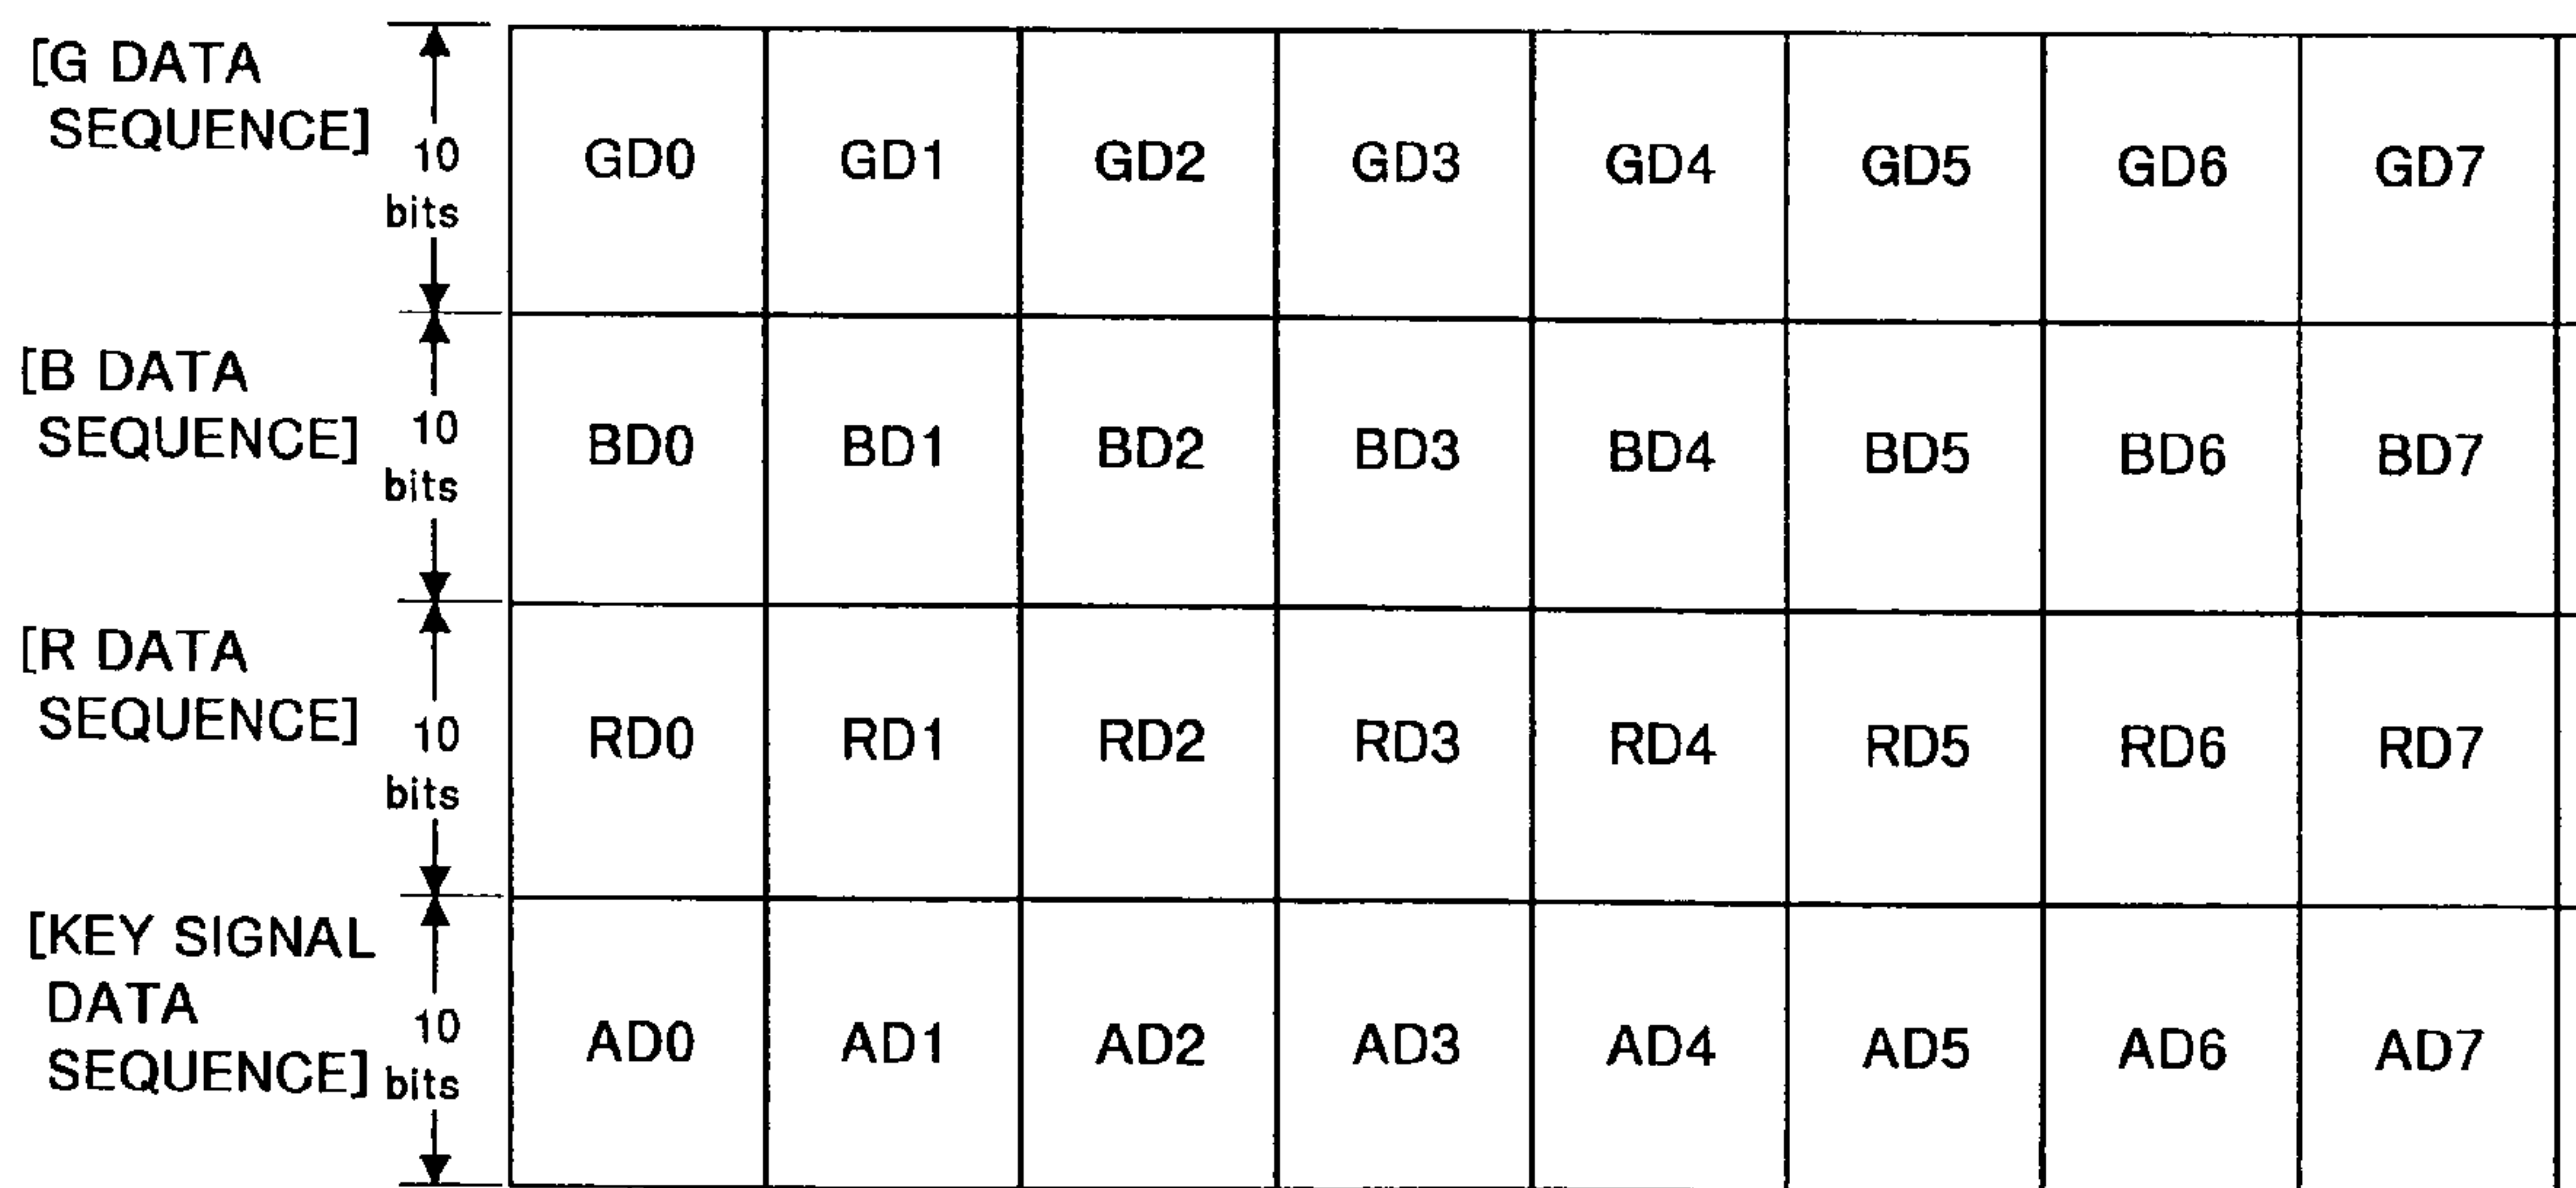 [G DATA
SEQUENCE]
10
bits
GD0 GD1 GD2 GD3 GD4 GD5 GD6 GD7
[B DATA
SEQUENCE]
10
bits
BD0 BD1 BD2 BD3 BD4 BD5 BD6 BD7
[R DATA
SEQUENCE]
10
bits
RD0 RD1 RD2 RD3 RD4 RD5 RD6 RD7
[KEY SIGNAL
DATA
SEQUENCE]
10
bits
AD0 AD1 AD2 AD3 AD4 AD5 AD6 AD7